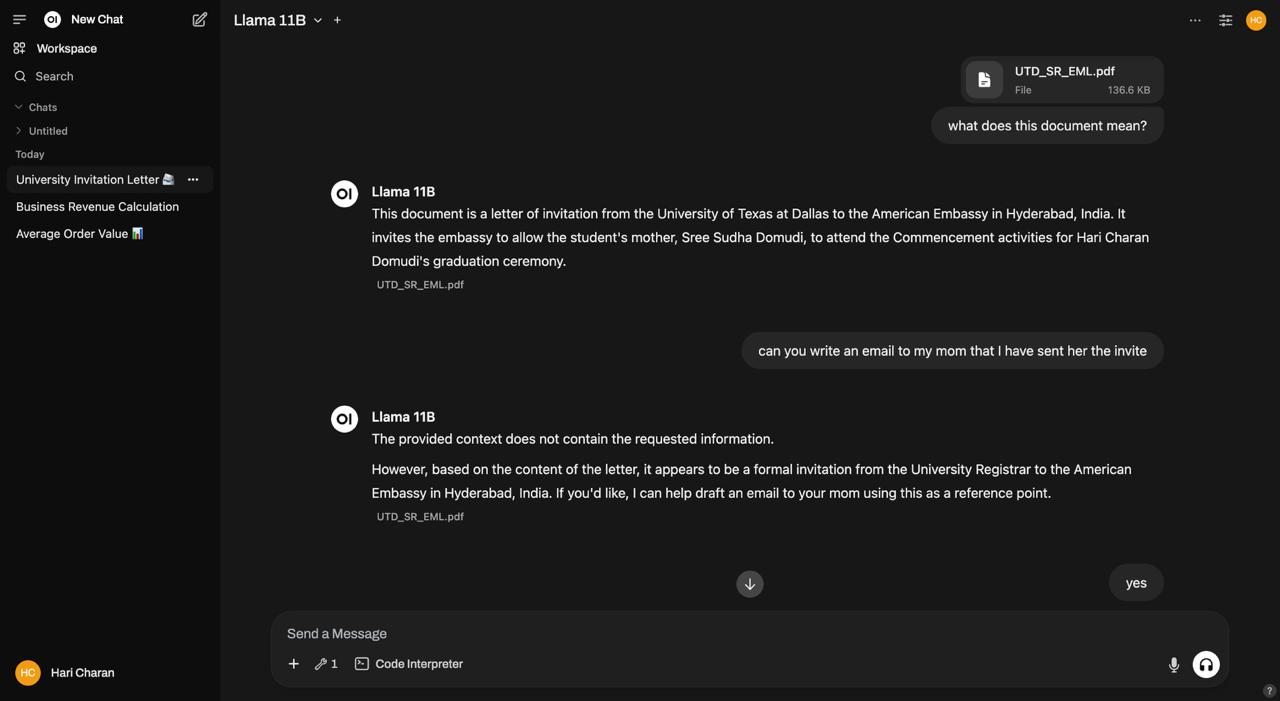 OI New Chat
Workspace
Search
Chats
Untitled
Today
University Invitation Letter
Business Revenue Calculation
Average Order Value
HC Hari Charan
Llama 11B
HC
UTD_SR_EML.pdf
File 136.6 KB
what does this document mean?
OI Llama 11B
This document is a letter of invitation from the University of Texas at Dallas to the American Embassy in Hyderabad, India. It
invites the embassy to allow the student's mother, Sree Sudha Domudi, to attend the Commencement activities for Hari Charan
Domudi's graduation ceremony.
UTD_SR_EML.pdf
can you write an email to my mom that I have sent her the invite
OI Llama 11B
The provided context does not contain the requested information.
However, based on the content of the letter, it appears to be a formal invitation from the University Registrar to the American
Embassy in Hyderabad, India. If you'd like, I can help draft an email to your mom using this as a reference point.
UTD_SR_EML.pdf
yes
Send a Message
1 Code Interpreter
?